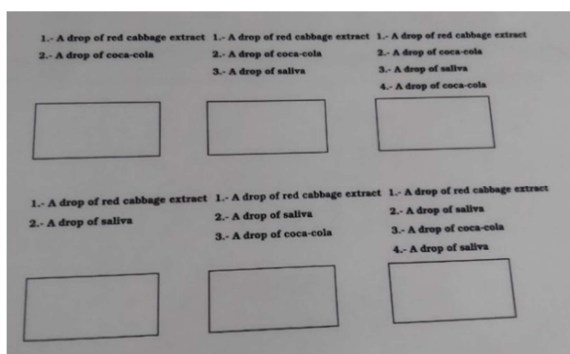 1.- A drop of red cabbage extract
2.- A drop of coca-cola
1.- A drop of red cabbage extract
2.- A drop of coca-cola
3.- A drop of saliva
1.- A drop of red cabbage extract
2.- A drop of coca-cola
3.- A drop of saliva
4.- A drop of coca-cola
1.- A drop of red cabbage extract
2.- A drop of saliva
1.- A drop of red cabbage extract
2.- A drop of saliva
3.- A drop of coca-cola
1.- A drop of red cabbage extract
2.- A drop of saliva
3.- A drop of coca-cola
4.- A drop of saliva